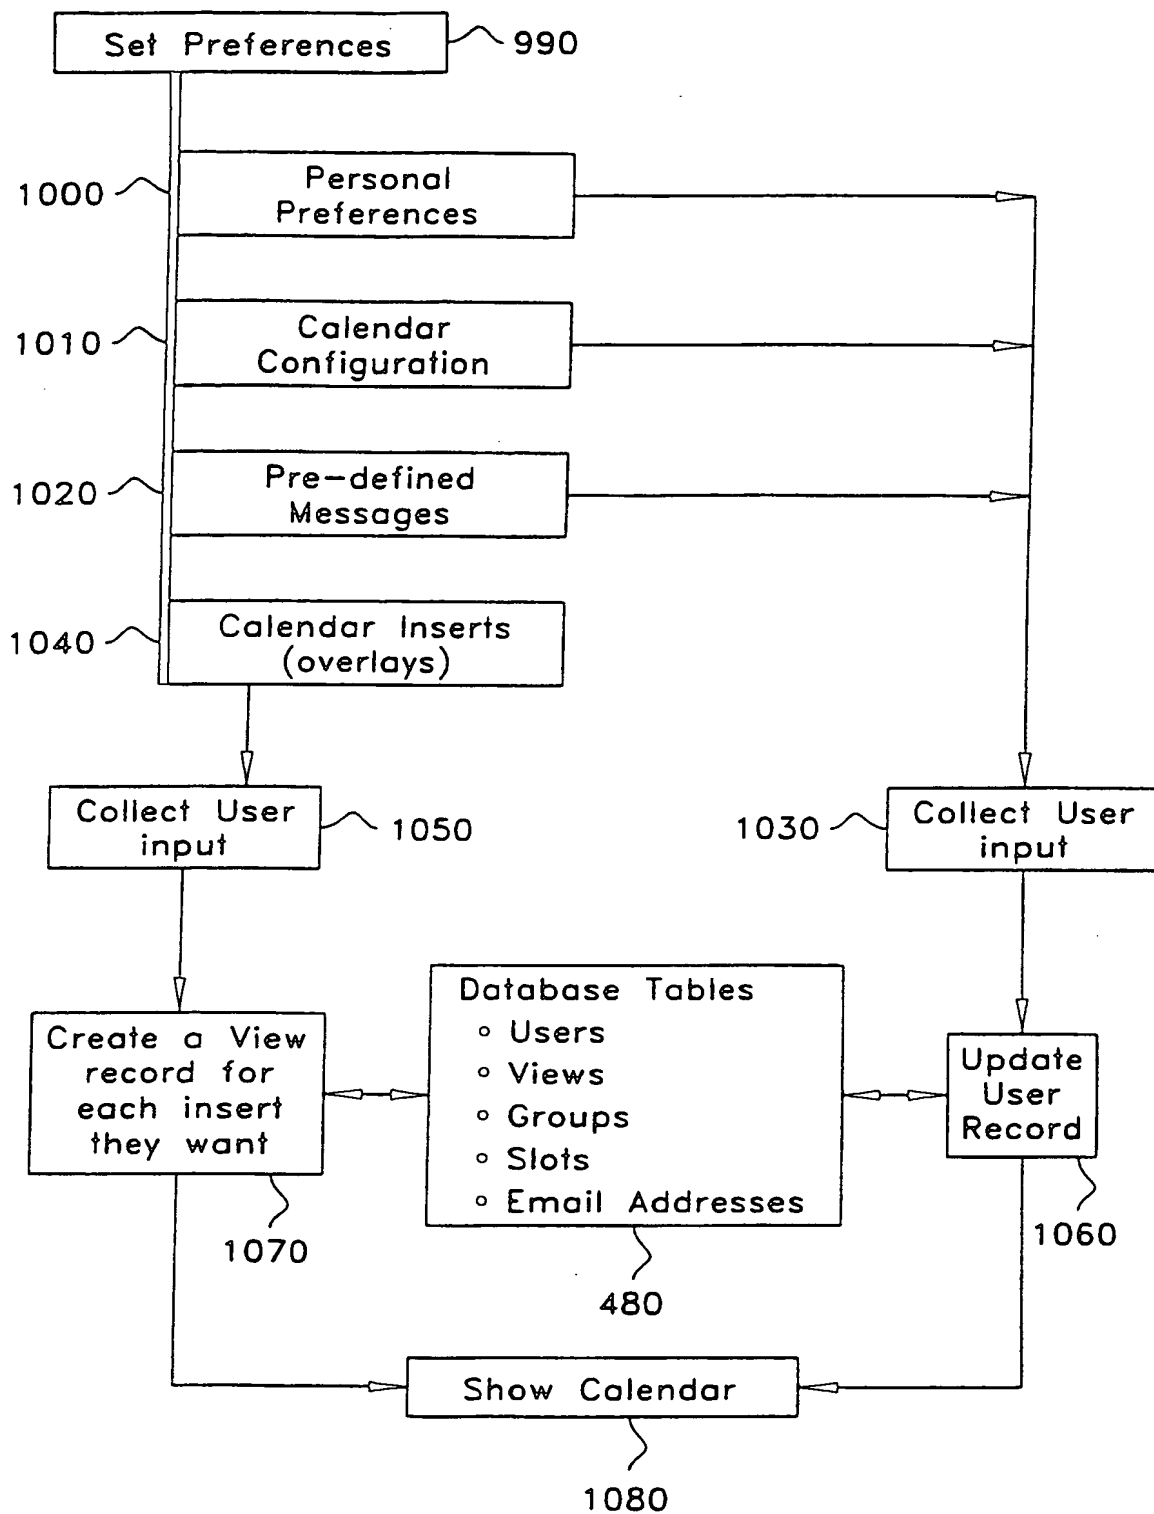 Set Preferences
990
1000
Personal
Preferences
1010
Calendar
Configuration
1020
Pre-defined
Messages
1040
Calendar Inserts
(overlays)
Collect User
input
1050
1030
Collect User
input
Create a View
record for
each insert
they want
1070
Database Tables
Users
Views
Groups
Slots
Email Addresses
480
Update
User
Record
1060
Show Calendar
1080